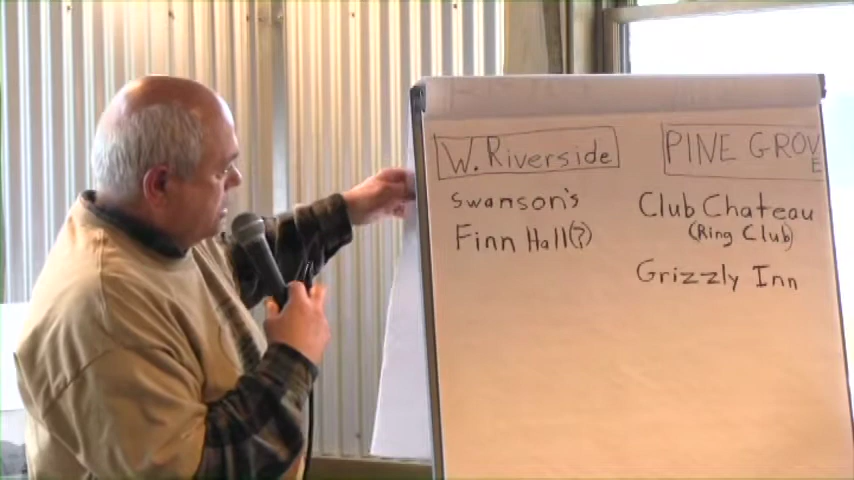 W. Riverside
Swanson's
Finn Hall(?)
PINE GROVE
Club Chateau
(Ring Club)
Grizzly Inn